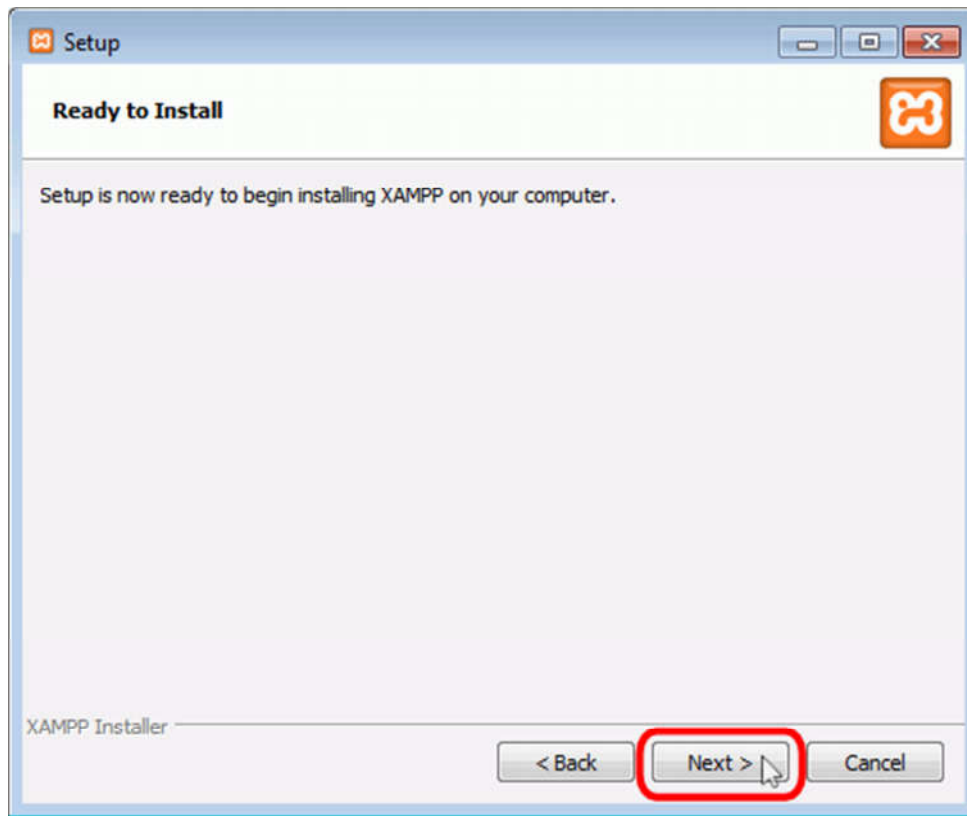 Setup
Ready to Install
Setup is now ready to begin installing XAMPP on your computer.
XAMPP Installer
< Back
Next >
Cancel